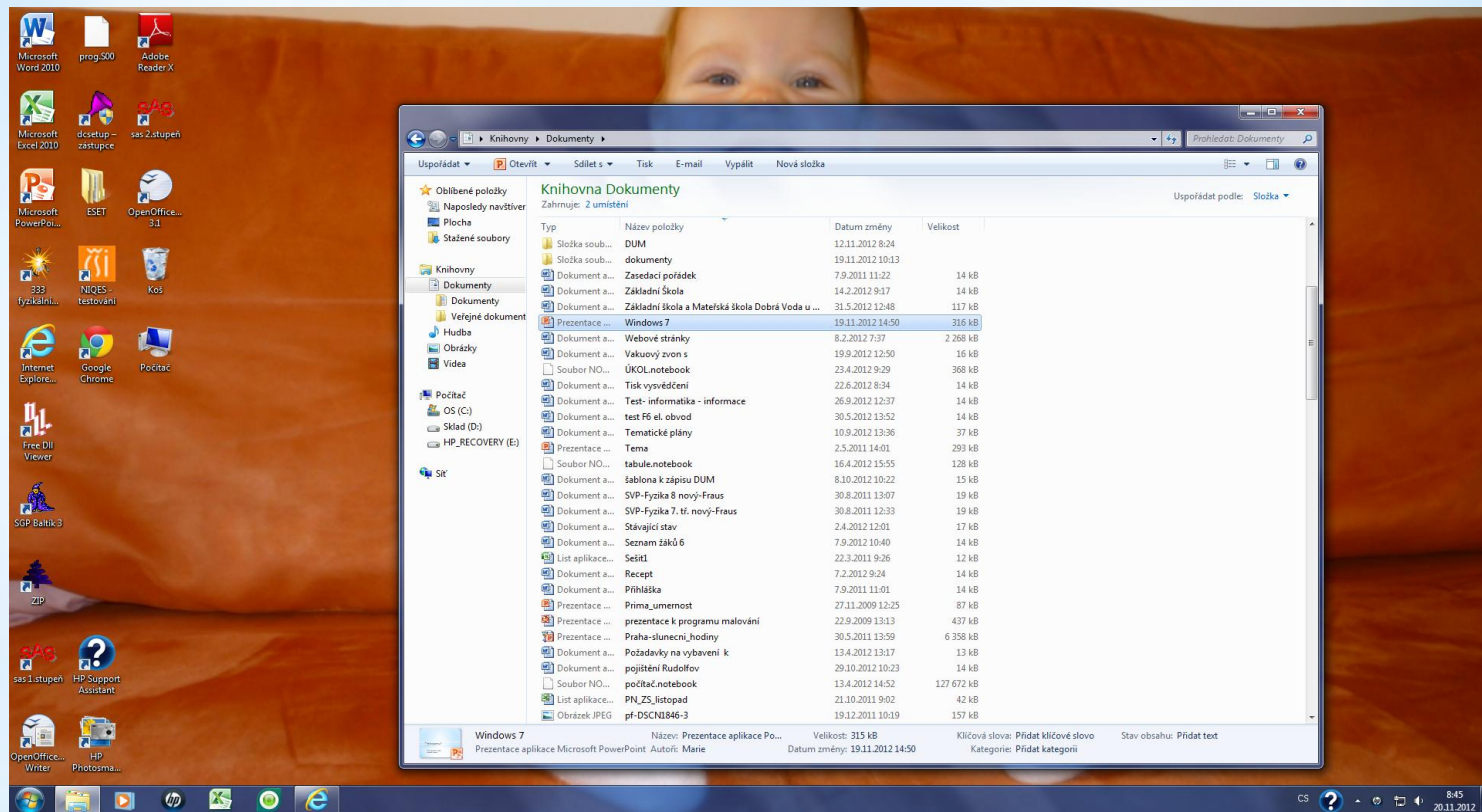 Microsoft Word 2010
prog.S00
Adobe Reader X
Microsoft Excel 2010
dcsetup – zástupce
sas 2.stupeň
Microsoft PowerPoi...
ESET
OpenOffice... 3.1
333 fyzikální...
NIQES - testování
Koš
Internet Explore...
Google Chrome
Počítač
Free Dll Viewer
SGP Baltík 3
ZIP
sas 1.stupeň
HP Support Assistant
OpenOffice... Writer
HP Photosma...
Knihovny
Dokumenty
Prohledat: Dokumenty
Uspořádat
Otevřít
Sdílet s
Tisk
E-mail
Vypálit
Nová složka
Oblíbené položky
Naposledy navštíver
Plocha
Stažené soubory
Knihovny
Dokumenty
Dokumenty
Veřejné dokument
Hudba
Obrázky
Videa
Počítač
OS (C:)
Sklad (D:)
HP_RECOVERY (E:)
Síť
Knihovna Dokumenty
Zahrnuje: 2 umístění
Uspořádat podle: Složka
Typ Název položky Datum změny Velikost
Složka soub... DUM 12.11.2012 8:24
Složka soub... dokumenty 19.11.2012 10:13
Dokument a... Zasedací pořádek 7.9.2011 11:22 14 kB
Dokument a... Základní Škola 14.2.2012 9:17 14 kB
Dokument a... Základní škola a Mateřská škola Dobrá Voda u ... 31.5.2012 12:48 117 kB
Prezentace ... Windows 7 19.11.2012 14:50 316 kB
Dokument a... Webové stránky 8.2.2012 7:37 2 268 kB
Dokument a... Vakuový zvon s 19.9.2012 12:50 16 kB
Soubor NO... ÚKOL.notebook 23.4.2012 9:29 368 kB
Dokument a... Tisk vysvědčení 22.6.2012 8:34 14 kB
Dokument a... Test- informatika - informace 26.9.2012 12:37 14 kB
Dokument a... test F6 el. obvod 30.5.2012 13:52 14 kB
Dokument a... Tematické plány 10.9.2012 13:36 37 kB
Prezentace ... Tema 2.5.2011 14:01 293 kB
Soubor NO... tabule.notebook 16.4.2012 15:55 128 kB
Dokument a... šablona k zápisu DUM 8.10.2012 10:22 15 kB
Dokument a... SVP-Fyzika 8 nový-Fraus 30.8.2011 13:07 19 kB
Dokument a... SVP-Fyzika 7. tř. nový-Fraus 30.8.2011 12:33 19 kB
Dokument a... Stávající stav 2.4.2012 12:01 17 kB
Dokument a... Seznam žáků 6 7.9.2012 10:40 14 kB
List aplikace... Sešit1 22.3.2011 9:26 12 kB
Dokument a... Recept 7.2.2012 9:24 14 kB
Dokument a... Přihláška 7.9.2011 11:01 14 kB
Prezentace ... Prima_umernost 27.11.2009 12:25 87 kB
Prezentace ... prezentace k programu malování 22.9.2009 13:13 437 kB
Prezentace ... Praha-slunecni_hodiny 30.5.2011 13:59 6 358 kB
Dokument a... Požadavky na vybavení k 13.4.2012 13:17 13 kB
Dokument a... pojištění Rudolfov 29.10.2012 10:23 14 kB
Soubor NO... počítač.notebook 13.4.2012 14:52 127 672 kB
List aplikace... PN_ZS_listopad 21.10.2011 9:02 42 kB
Obrázek JPEG pf-DSCN1846-3 19.12.2011 10:19 157 kB
Windows 7 Název: Prezentace aplikace Po... Velikost: 315 kB Klíčová slova: Přidat klíčové slovo Stav obsahu: Přidat text
Prezentace aplikace Microsoft PowerPoint Autoři: Marie Datum změny: 19.11.2012 14:50 Kategorie: Přidat kategorii
CS
8:45
20.11.2012